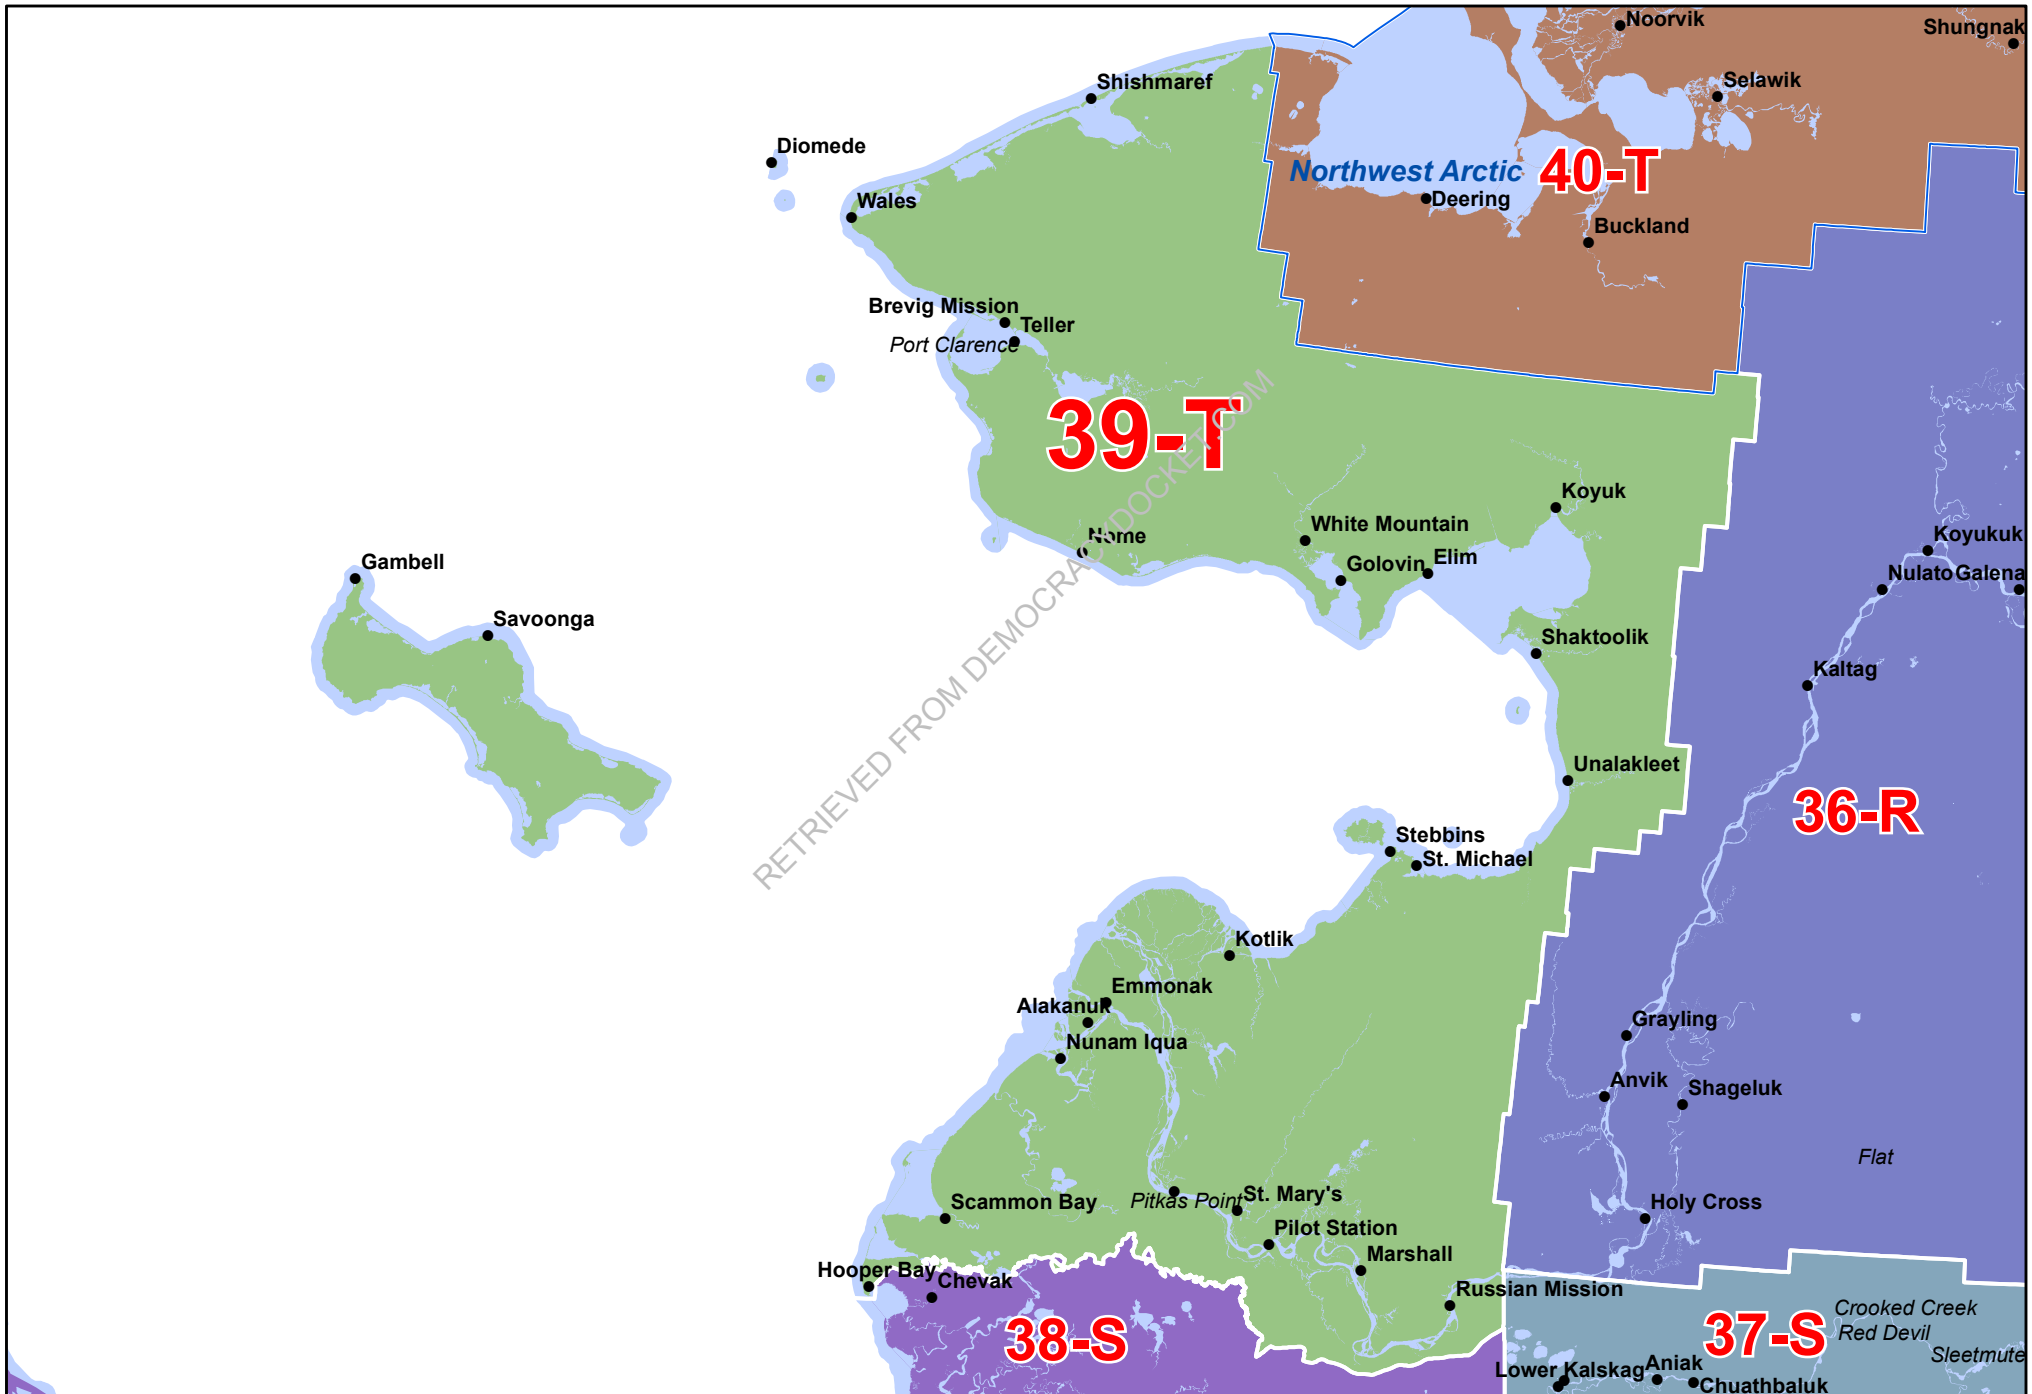 Noorvik
Shungnak
Shishmaref
Selawik
Diomede
Northwest Arctic
40-T
Deering
Wales
Buckland
Brevig Mission
Teller
Port Clarence
39-T
Koyuk
White Mountain
Nome
Koyukuk
Gambell
Golovin
Elim
Nulato
Galena
Savoonga
Shaktoolik
Kaltag
RETRIEVED FROM DEMOCRACYDOCKET.COM
Unalakleet
36-R
Stebbins
St. Michael
Kotlik
Emmonak
Alakanuk
Grayling
Nunam Iqua
Anvik
Shageluk
Flat
Scammon Bay
Pitkas Point
St. Mary's
Holy Cross
Pilot Station
Marshall
Hooper Bay
Chevak
Russian Mission
38-S
37-S
Crooked Creek
Red Devil
Sleetmute
Lower Kalskag
Aniak
Chuathbaluk